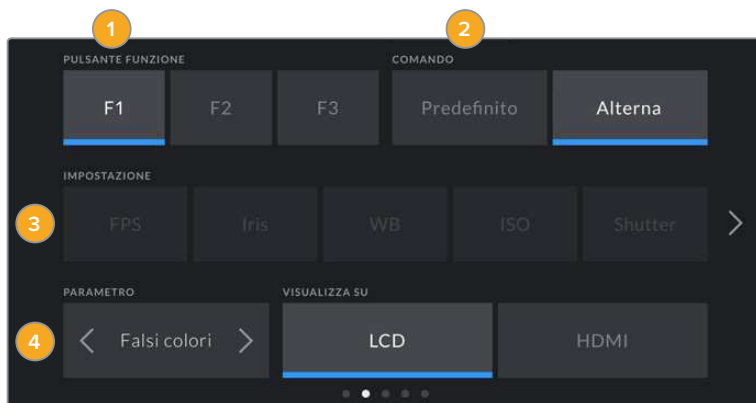 1 2
PULSANTE FUNZIONE COMANDO
F1 F2 F3 Predefinito Alterna
IMPOSTAZIONE
3 FPS Iris WB ISO Shutter
PARAMETRO VISUALIZZA SU
4 Falsi colori LCD HDMI